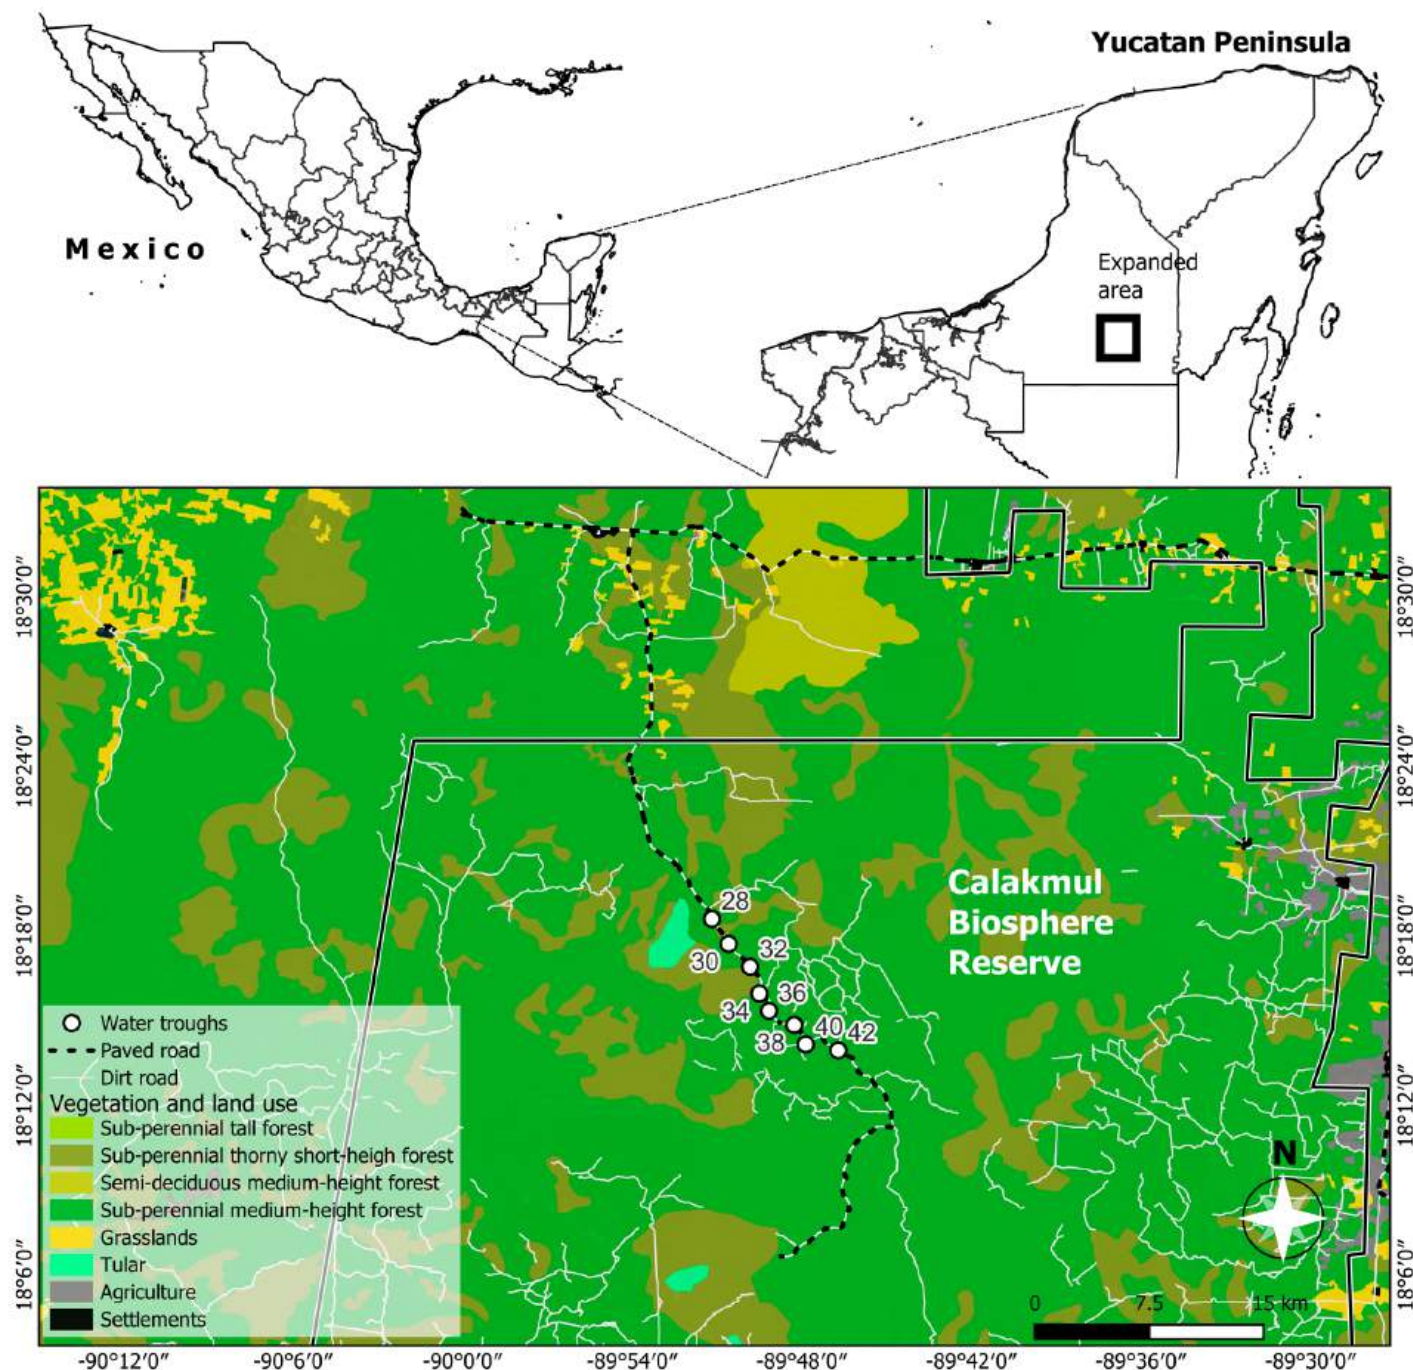 Yucatan Peninsula
Mexico
Expanded
area
18°30'0"
18°24'0"
18°18'0"
18°12'0"
18°6'0"
18°30'0"
18°24'0"
18°18'0"
18°12'0"
18°6'0"
Calakmul
Biosphere
Reserve
28
30
32
34
36
38
40
42
Water troughs
Paved road
Dirt road
Vegetation and land use
Sub-perennial tall forest
Sub-perennial thorny short-heigh forest
Semi-deciduous medium-height forest
Sub-perennial medium-height forest
Grasslands
Tular
Agriculture
Settlements
N
0 7.5 15 km
-90°12'0" -90°6'0" -90°0'0" -89°54'0" -89°48'0" -89°42'0" -89°36'0" -89°30'0"